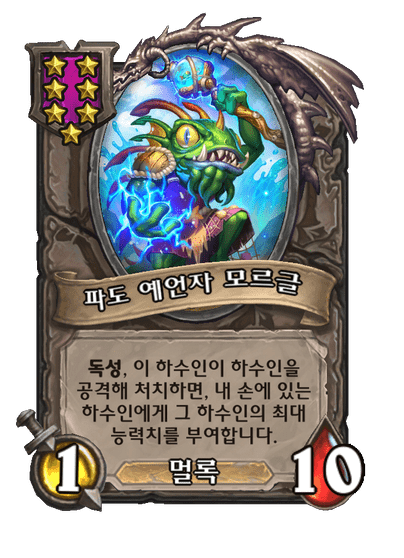 파도 예언자 모르글
독성, 이 하수인이 하수인을
공격해 처치하면, 내 손에 있는
하수인에게 그 하수인의 최대
능력치를 부여합니다.
1
멀록
10